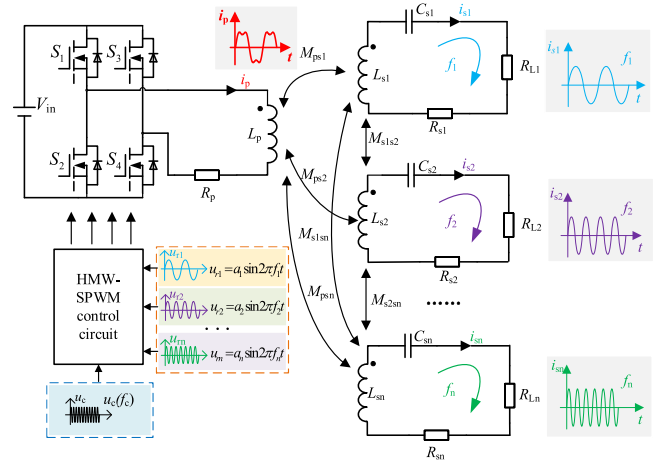 S1
S3
Vin
S2
S4
ip
Lp
Rp
ip
t
Mps1
Mps2
Ms1sn
Mpsn
Ms1s2
Ms2sn
Cs1
is1
Ls1
f1
RL1
Rs1
is1
f1
t
Cs2
is2
Ls2
f2
RL2
Rs2
is2
f2
t
......
Csn
isn
Lsn
fn
RLn
Rsn
isn
fn
t
HMW-
SPWM
control
circuit
ur1
ur1=a1sin2πf1t
ur2
ur2=a2sin2πf2t
...
urn
urn=ansin2πfnt
uc
uc(fc)